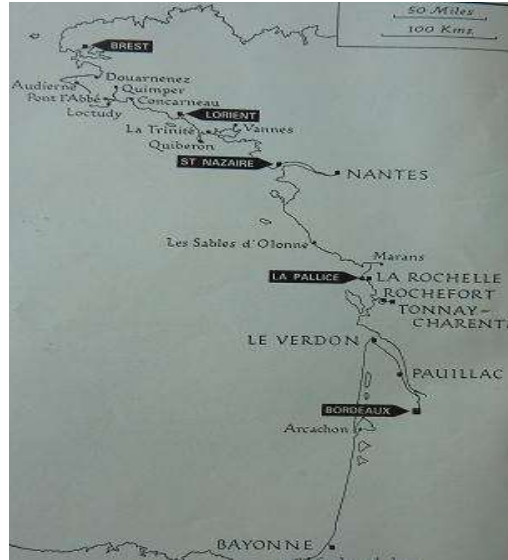 50 Miles
100 Kms.
BREST
Douarnenez
Audierne
Quimper
Pont l'Abbé
Concarneau
Loctudy
LORIENT
La Trinité
Vannes
Quiberon
ST NAZAIRE
NANTES
Les Sables d'Olonne
Marans
LA PALLICE
LA ROCHELLE
ROCHEFORT
TONNAY-
CHARENT
LE VERDON
PAUILLAC
BORDEAUX
Arcachon
BAYONNE